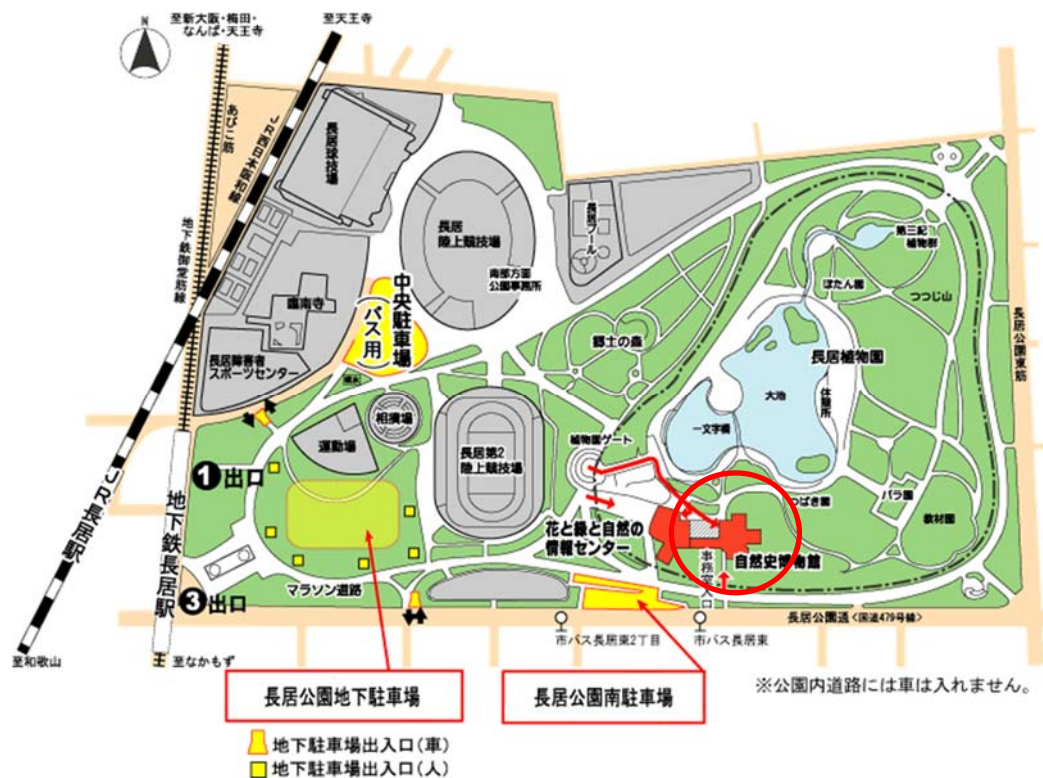 N
至新大阪・梅田・
なんば・天王寺
至天王寺
あびこ筋
JR西日本阪和線
地下鉄御堂筋線
長居球技場
長居
陸上競技場
南部方面
公園事務所
長居プール
臨南寺
中央駐車場
(バス用)
長居障害者
スポーツセンター
相撲場
運動場
長居第2
陸上競技場
郷土の森
植物園ゲート
第三紀
植物群
ぼたん園
つつじ山
長居植物園
大池
体験所
一文字橋
つばき園
バラ園
教材園
長居公園東筋
花と緑と自然の
情報センター
自然史博物館
事務室入口
❶出口
❸出口
地下鉄長居駅
JR長居駅
マラソン道路
長居公園通<国道479号線>
市バス長居東2丁目
市バス長居東
至和歌山
至なかもず
長居公園地下駐車場
長居公園南駐車場
※公園内道路には車は入れません。
地下駐車場出入口(車)
地下駐車場出入口(人)